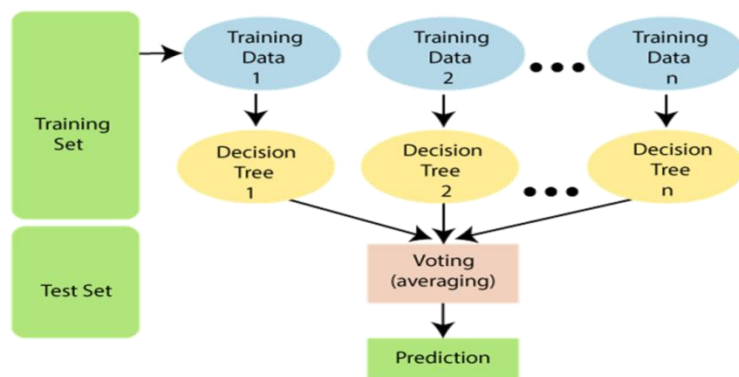 Training
Set
Test Set
Training
Data
1
Training
Data
2
Training
Data
n
Decision
Tree
1
Decision
Tree
2
Decision
Tree
n
Voting
(averaging)
Prediction